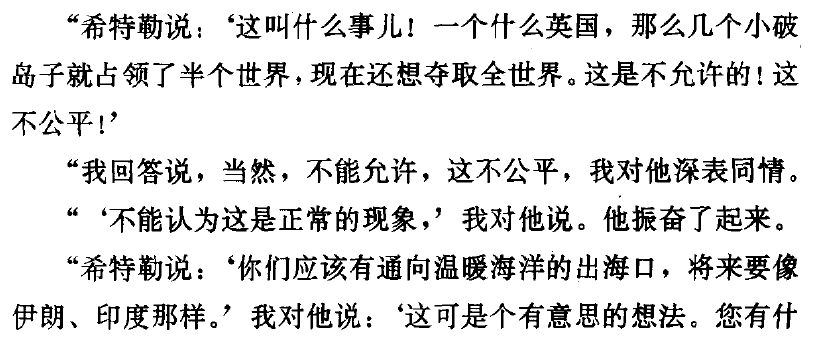 “希特勒说：‘这叫什么事儿！一个什么英国，那么几个小破
岛子就占领了半个世界，现在还想夺取全世界。这是不允许的！这
不公平！’
“我回答说，当然，不能允许，这不公平，我对他深表同情。
“‘不能认为这是正常的现象，’我对他说。他振奋了起来。
“希特勒说：‘你们应该有通向温暖海洋的出海口，将来要像
伊朗、印度那样。’我对他说：‘这可是个有意思的想法。您有什